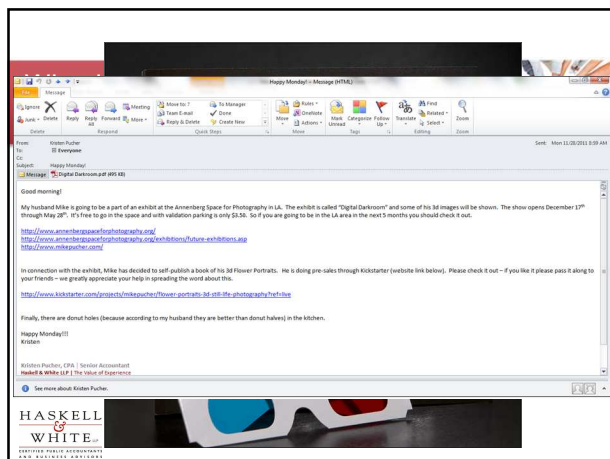 Happy Monday! - Message (HTML)
File Message
Ignore
Junk
Delete
Reply
Reply All
Forward
Meeting
More
Move to: ?
Team E-mail
Reply & Delete
To Manager
Done
Create New
Move
Rules
OneNote
Actions
Mark Unread
Categorize
Follow Up
Translate
Find
Related
Select
Zoom
Delete Respond Quick Steps Move Tags Editing Zoom
From: Kristen Pucher Sent: Mon 11/28/2011 8:59 AM
To: Everyone
Cc:
Subject: Happy Monday!
Message Digital Darkroom.pdf (495 KB)
Good morning!
My husband Mike is going to be a part of an exhibit at the Annenberg Space for Photography in LA. The exhibit is called "Digital Darkroom" and some of his 3d images will be shown. The show opens December 17th
through May 28th. It's free to go in the space and with validation parking is only $3.50. So if you are going to be in the LA area in the next 5 months you should check it out.
http://www.annenbergspaceforphotography.org/
http://www.annenbergspaceforphotography.org/exhibitions/future-exhibitions.asp
http://www.mikepucher.com/
In connection with the exhibit, Mike has decided to self-publish a book of his 3d Flower Portraits. He is doing pre-sales through Kickstarter (website link below). Please check it out – if you like it please pass it along to
your friends – we greatly appreciate your help in spreading the word about this.
http://www.kickstarter.com/projects/mikepucher/flower-portraits-3d-still-life-photography?ref=live
Finally, there are donut holes (because according to my husband they are better than donut halves) in the kitchen.
Happy Monday!!!
Kristen
Kristen Pucher, CPA | Senior Accountant
Haskell & White LLP | The Value of Experience
See more about: Kristen Pucher.
HASKELL
&
WHITE LLP
CERTIFIED PUBLIC ACCOUNTANTS
AND BUSINESS ADVISORS